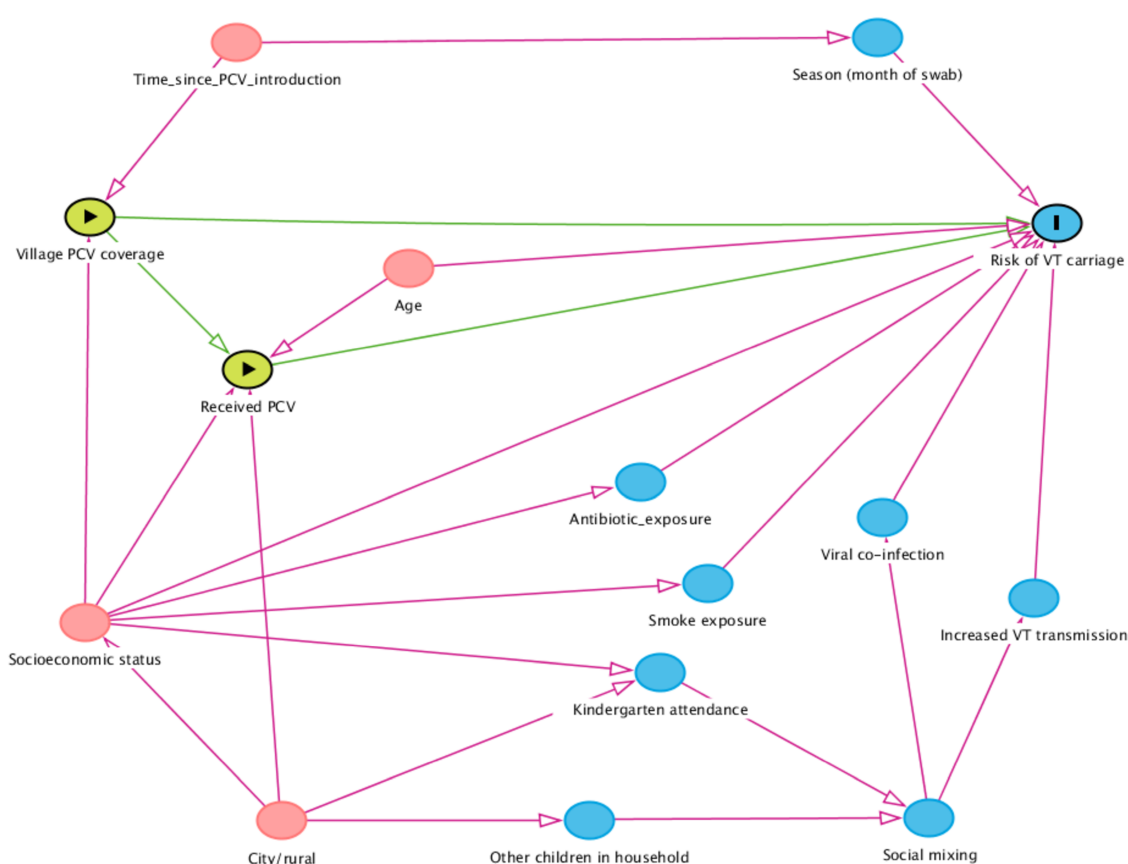 Time_since_PCV_introduction
Season (month of swab)
Village PCV coverage
Risk of VT carriage
Age
Received PCV
Antibiotic_exposure
Viral co-infection
Smoke exposure
Increased VT transmission
Socioeconomic status
Kindergarten attendance
City/rural
Other children in household
Social mixing